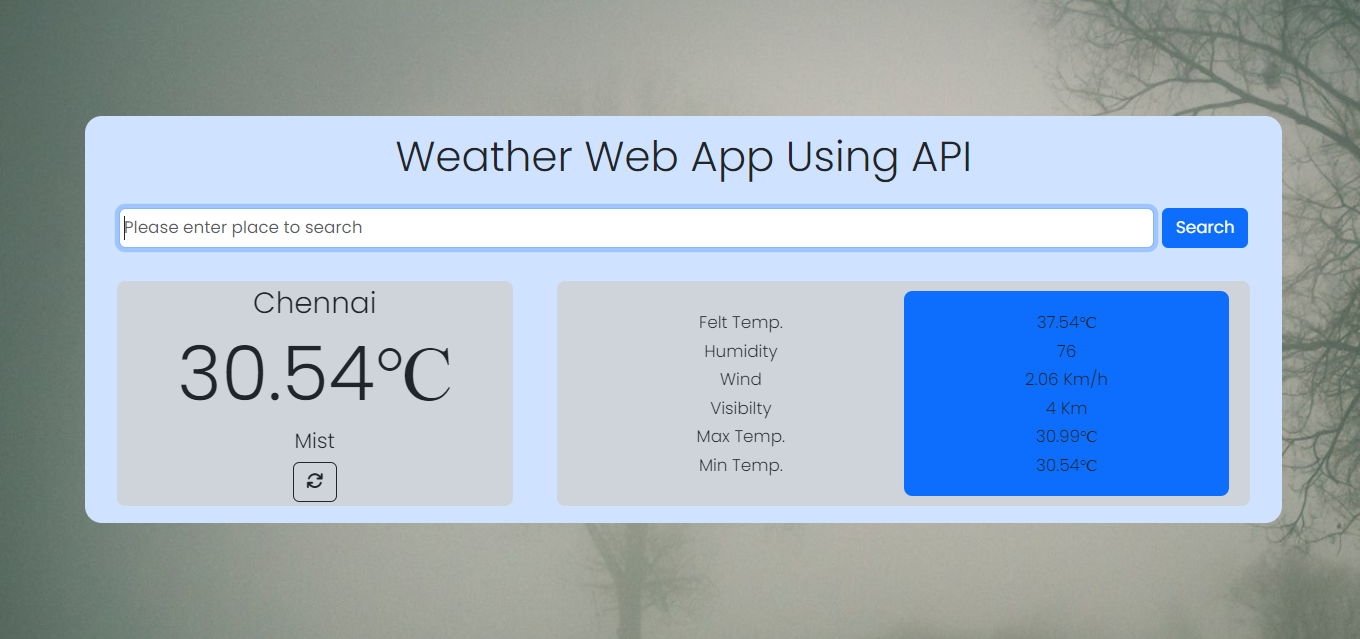 Weather Web App Using API
Please enter place to search
Search
Chennai
30.54°C
Mist
Felt Temp. 37.54°C
Humidity 76
Wind 2.06 Km/h
Visibilty 4 Km
Max Temp. 30.99°C
Min Temp. 30.54°C